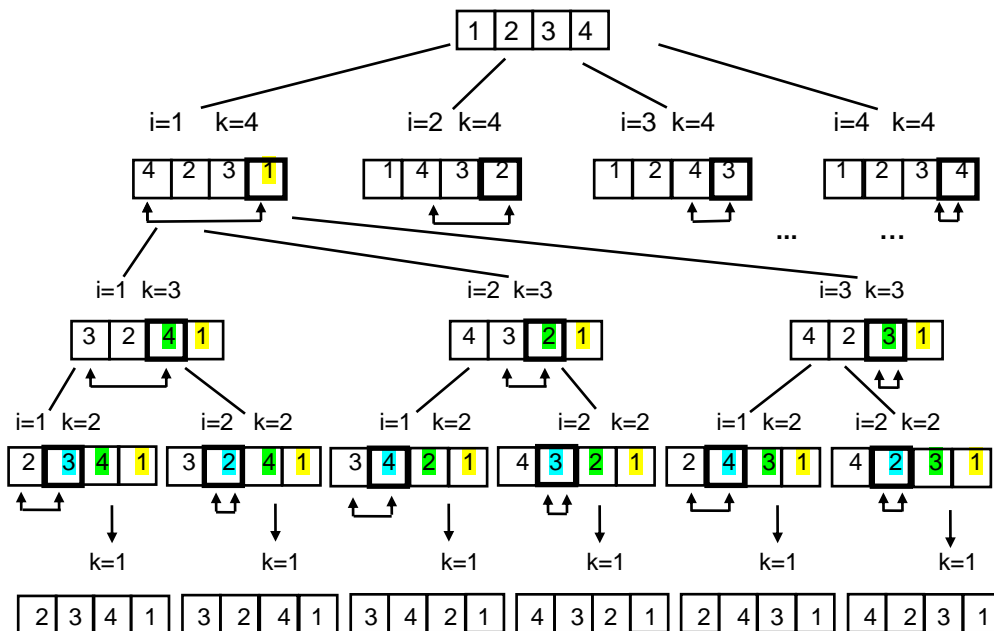 1 2 3 4
i=1 k=4 i=2 k=4 i=3 k=4 i=4 k=4
4 2 3 1 1 4 3 2 1 2 4 3 1 2 3 4
... ...
i=1 k=3 i=2 k=3 i=3 k=3
3 2 4 1 4 3 2 1 4 2 3 1
i=1 k=2 i=2 k=2 i=1 k=2 i=2 k=2 i=1 k=2 i=2 k=2
2 3 4 1 3 2 4 1 3 4 2 1 4 3 2 1 2 4 3 1 4 2 3 1
k=1 k=1 k=1 k=1 k=1 k=1
2 3 4 1 3 2 4 1 3 4 2 1 4 3 2 1 2 4 3 1 4 2 3 1